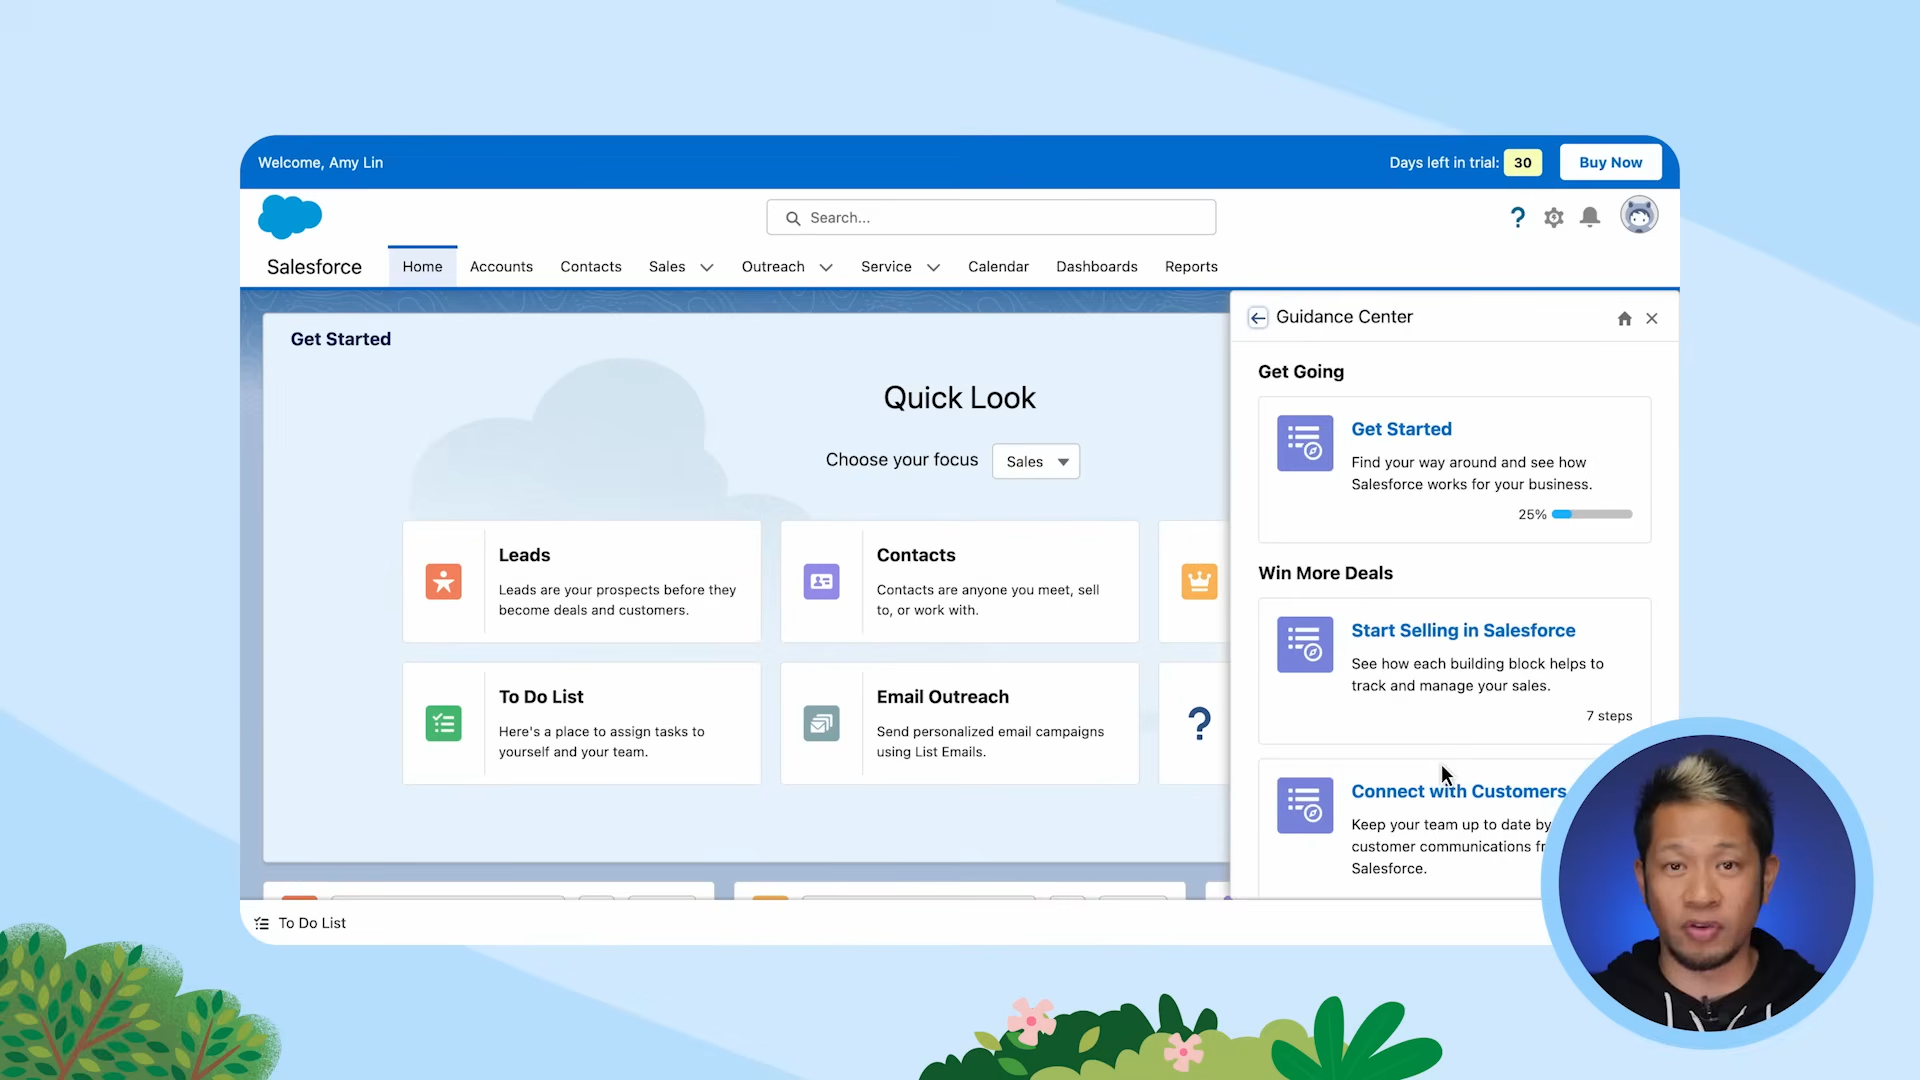 Welcome, Amy Lin
Days left in trial: 30
Buy Now
Search...
?
Salesforce
Home
Accounts
Contacts
Sales
Outreach
Service
Calendar
Dashboards
Reports
Get Started
Quick Look
Choose your focus
Sales
Leads
Leads are your prospects before they
become deals and customers.
Contacts
Contacts are anyone you meet, sell
to, or work with.
To Do List
Here's a place to assign tasks to
yourself and your team.
Email Outreach
Send personalized email campaigns
using List Emails.
?
Guidance Center
Get Going
Get Started
Find your way around and see how
Salesforce works for your business.
25%
Win More Deals
Start Selling in Salesforce
See how each building block helps to
track and manage your sales.
7 steps
Connect with Customers
Keep your team up to date by
customer communications
Salesforce.
To Do List